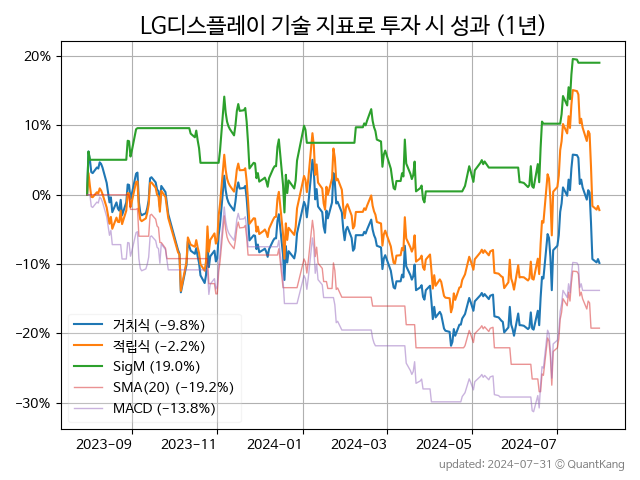 LG디스플레이 기술 지표로 투자 시 성과 (1년)
20%
10%
0%
−10%
−20%
−30%
거치식 (−9.8%)
적립식 (−2.2%)
SigM (19.0%)
SMA(20) (−19.2%)
MACD (−13.8%)
2023-09
2023-11
2024-01
2024-03
2024-05
2024-07
updated: 2024-07-31 © QuantKang